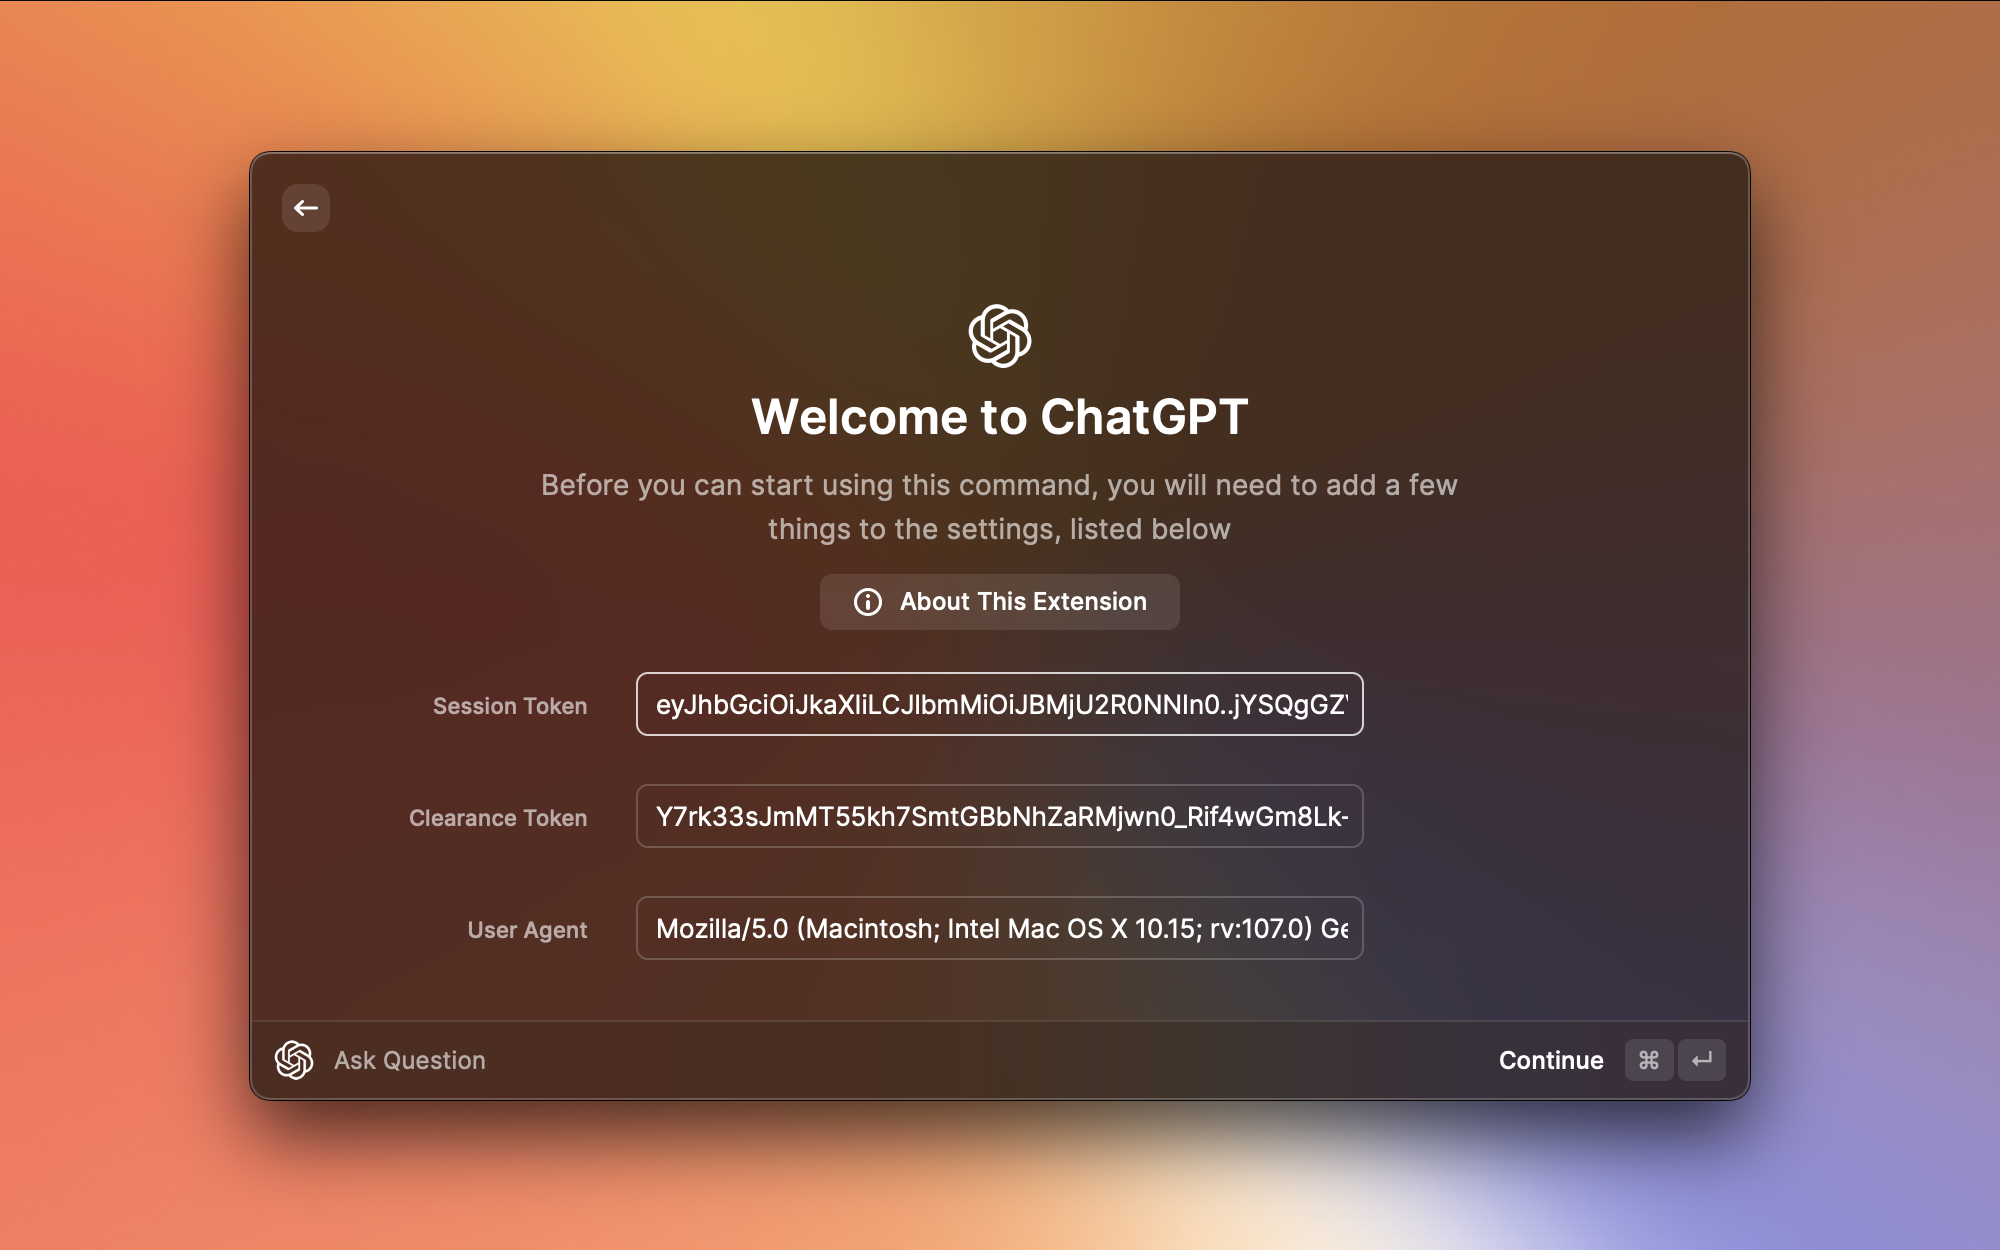 Welcome to ChatGPT
Before you can start using this command, you will need to add a few
things to the settings, listed below
About This Extension
Session Token
eyJhbGciOiJkaXIiLCJlbmMiOiJBMjU2R0NNIn0..jYSQgGZ
Clearance Token
Y7rk33sJmMT55kh7SmtGBbNhZaRMjwn0_Rif4wGm8Lk-
User Agent
Mozilla/5.0 (Macintosh; Intel Mac OS X 10.15; rv:107.0) Ge
Ask Question
Continue ⌘ ↵